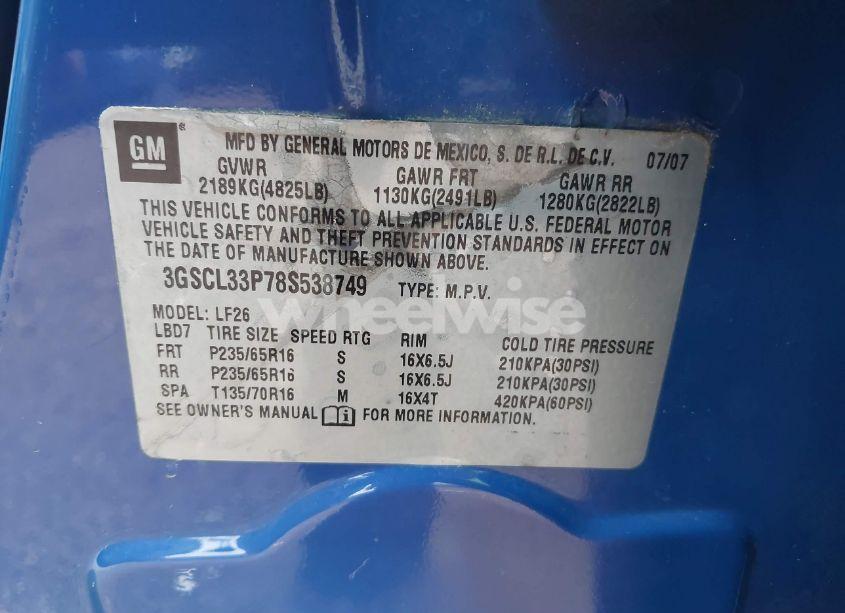 GM ®
MFD BY GENERAL MOTORS DE MEXICO, S. DE R.L. DE C.V. 07/07
GVWR GAWR FRT GAWR RR
2189KG(4825LB) 1130KG(2491LB) 1280KG(2822LB)
THIS VEHICLE CONFORMS TO ALL APPLICABLE U.S. FEDERAL MOTOR
VEHICLE SAFETY AND THEFT PREVENTION STANDARDS IN EFFECT ON
THE DATE OF MANUFACTURE SHOWN ABOVE.
3GSCL33P78S538749 TYPE: M.P.V.
wheelwise
MODEL: LF26
LBD7 TIRE SIZE SPEED RTG RIM COLD TIRE PRESSURE
FRT P235/65R16 S 16X6.5J 210KPA(30PSI)
RR P235/65R16 S 16X6.5J 210KPA(30PSI)
SPA T135/70R16 M 16X4T 420KPA(60PSI)
SEE OWNER'S MANUAL FOR MORE INFORMATION.